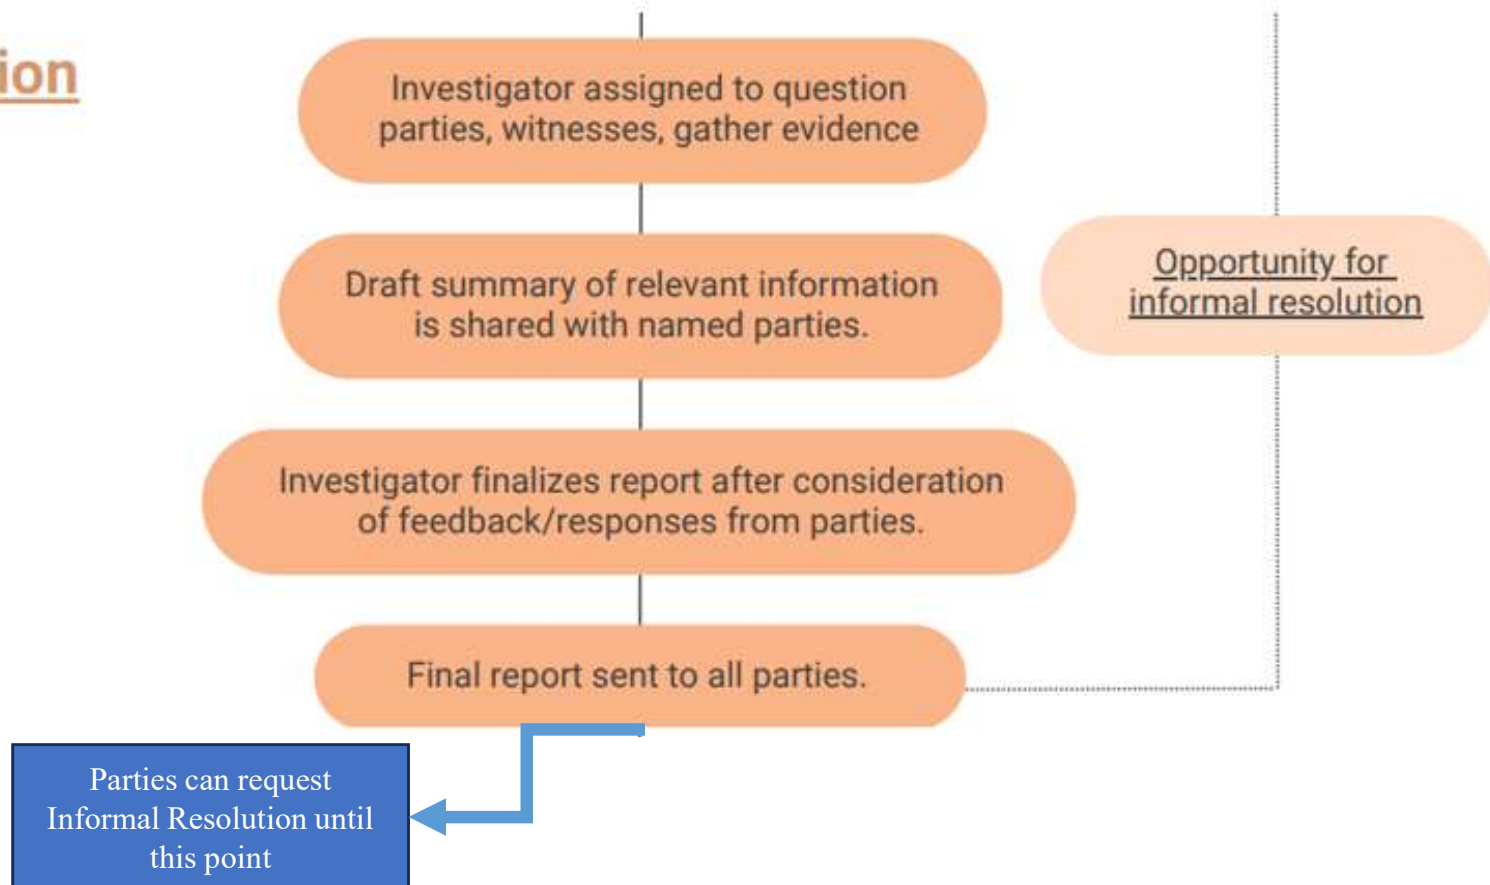 ion
Investigator assigned to question
parties, witnesses, gather evidence
Draft summary of relevant information
is shared with named parties.
Opportunity for
informal resolution
Investigator finalizes report after consideration
of feedback/responses from parties.
Final report sent to all parties.
Parties can request
Informal Resolution until
this point